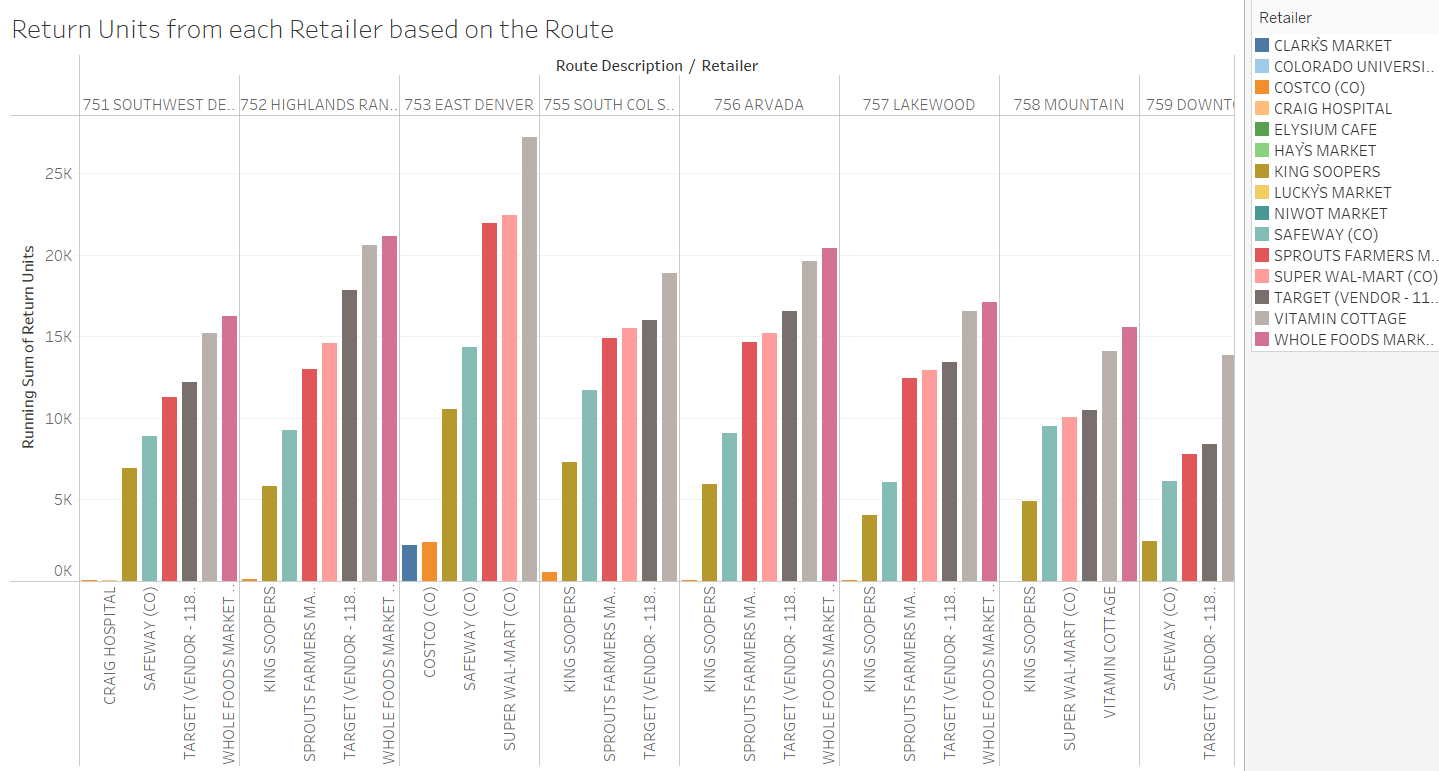 Return Units from each Retailer based on the Route
Route Description / Retailer
751 SOUTHWEST DE..
752 HIGHLANDS RAN..
753 EAST DENVER
755 SOUTH COL S..
756 ARVADA
757 LAKEWOOD
758 MOUNTAIN
759 DOWNT
Running Sum of Return Units
25K
20K
15K
10K
5K
0K
CRAIG HOSPITAL
SAFEWAY (CO)
TARGET (VENDOR - 118..
WHOLE FOODS MARKET ..
KING SOOPERS
SPROUTS FARMERS MA..
TARGET (VENDOR - 118..
WHOLE FOODS MARKET ..
COSTCO (CO)
SAFEWAY (CO)
SUPER WAL-MART (CO)
KING SOOPERS
SPROUTS FARMERS MA..
TARGET (VENDOR - 118..
KING SOOPERS
SPROUTS FARMERS MA..
TARGET (VENDOR - 118..
WHOLE FOODS MARKET ..
KING SOOPERS
SPROUTS FARMERS MA..
TARGET (VENDOR - 118..
WHOLE FOODS MARKET ..
KING SOOPERS
SUPER WAL-MART (CO)
VITAMIN COTTAGE
SAFEWAY (CO)
TARGET (VENDOR - 118..
Retailer
CLARK`S MARKET
COLORADO UNIVERSI..
COSTCO (CO)
CRAIG HOSPITAL
ELYSIUM CAFE
HAY`S MARKET
KING SOOPERS
LUCKY`S MARKET
NIWOT MARKET
SAFEWAY (CO)
SPROUTS FARMERS M..
SUPER WAL-MART (CO)
TARGET (VENDOR - 11..
VITAMIN COTTAGE
WHOLE FOODS MARK..